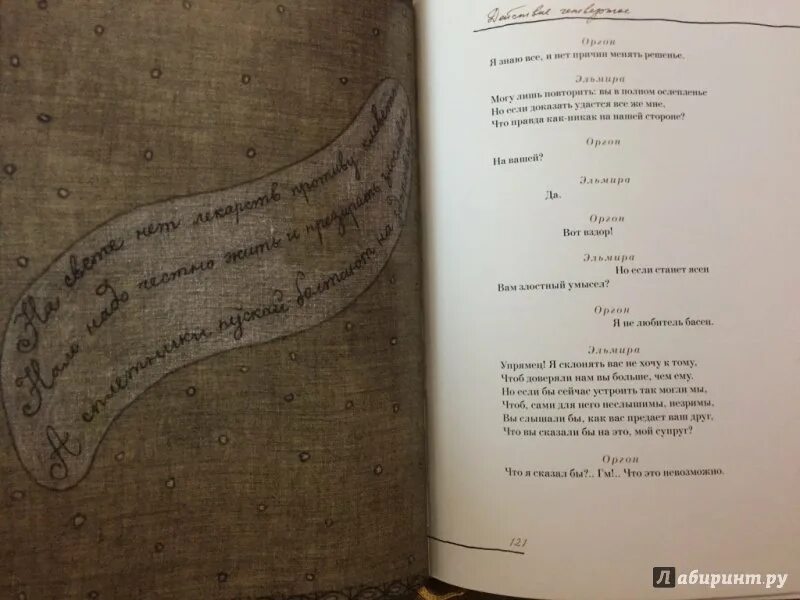 На свете нет лекарств противу клеветы.
Нам надо честно жить и презирать злословье,
А сплетники пускай болтают на здоровье.
Действие четвертое
Оргон
Я знаю все, и нет причин менять решенье.
Эльмира
Могу лишь повторить: вы в полном ослепленье
Но если доказать удастся все же мне,
Что правда как-никак на нашей стороне?
Оргон
На вашей?
Эльмира
Да.
Оргон
Вот вздор!
Эльмира
Но если станет ясен
Вам злостный умысел?
Оргон
Я не любитель басен.
Эльмира
Упрямец! Я склонять вас не хочу к тому,
Чтоб доверяли нам вы больше, чем ему.
Но если бы сейчас устроить так могли мы,
Чтоб, сами для него неслышимы, незримы,
Вы слышали бы, как вас предает ваш друг,
Что вы сказали бы на это, мой супруг?
Оргон
Что я сказал бы?.. Гм!.. Что это невозможно.
121
Лабиринт.ру